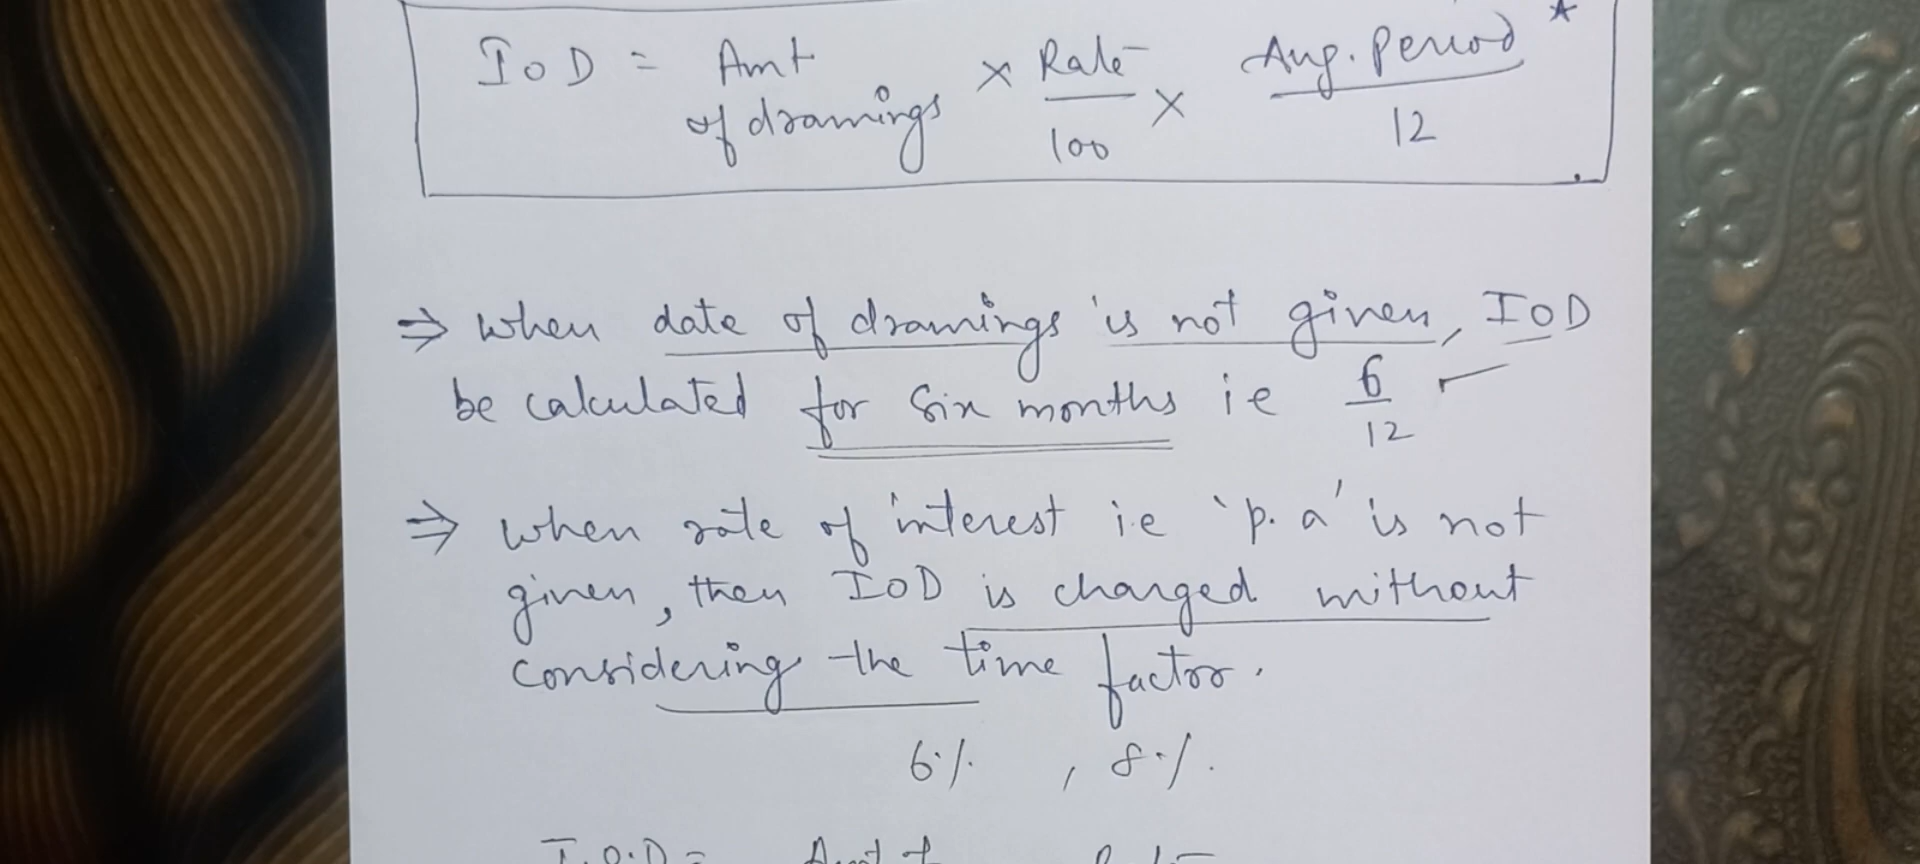 IOD = Amt of drawings × Rate/100 × Avg. Period*/12
⇒ when date of drawings is not given, IOD
be calculated for six months ie 6/12
⇒ when rate of interest i.e 'p.a' is not
given, then IOD is charged without
considering the time factor.
6% , 8%.
I.O.D =